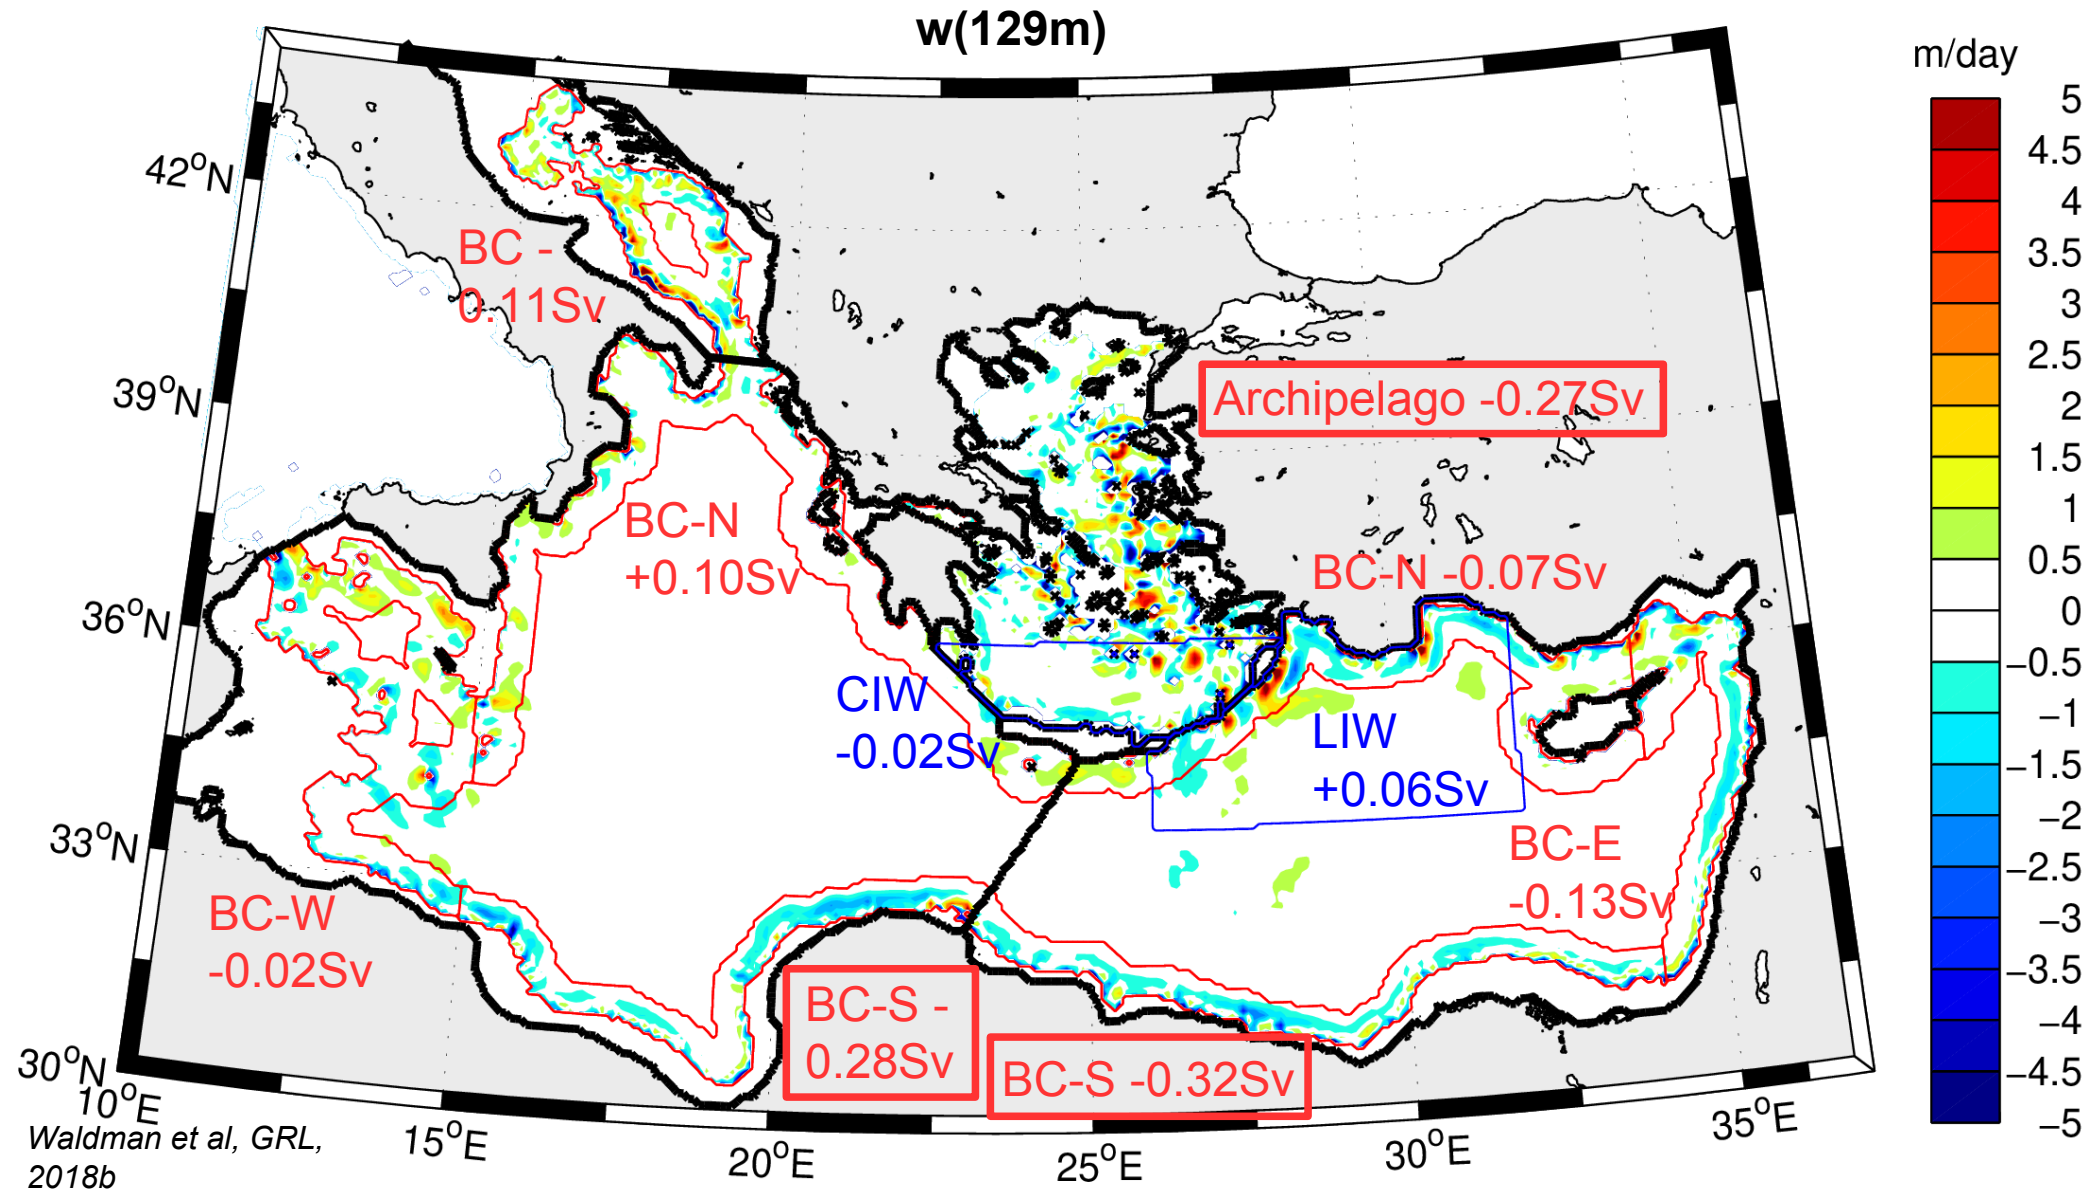 w(129m)
m/day
42°N
39°N
36°N
33°N
30°N
10°E
15°E
20°E
25°E
30°E
35°E
BC -
0.11Sv
Archipelago -0.27Sv
BC-N
+0.10Sv
BC-N -0.07Sv
CIW
-0.02Sv
LIW
+0.06Sv
BC-E
-0.13Sv
BC-W
-0.02Sv
BC-S -
0.28Sv
BC-S -0.32Sv
5
4.5
4
3.5
3
2.5
2
1.5
1
0.5
0
−0.5
−1
−1.5
−2
−2.5
−3
−3.5
−4
−4.5
−5
Waldman et al, GRL,
2018b